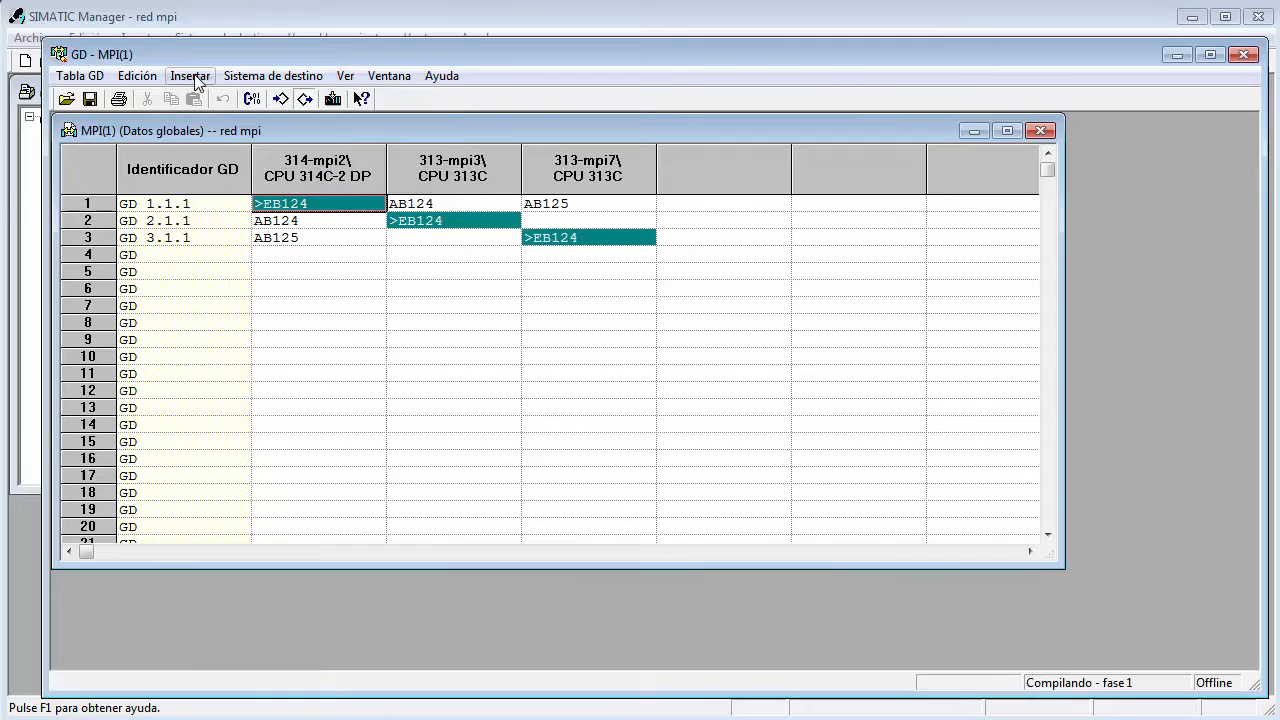 SIMATIC Manager - red mpi
GD - MPI(1)
Tabla GD Edición Insertar Sistema de destino Ver Ventana Ayuda
MPI(1) (Datos globales) -- red mpi
Identificador GD 314-mpi2\ CPU 314C-2 DP 313-mpi3\ CPU 313C 313-mpi7\ CPU 313C
1 GD 1.1.1 >EB124 AB124 AB125
2 GD 2.1.1 AB124 >EB124
3 GD 3.1.1 AB125 >EB124
4 GD
5 GD
6 GD
7 GD
8 GD
9 GD
10 GD
11 GD
12 GD
13 GD
14 GD
15 GD
16 GD
17 GD
18 GD
19 GD
20 GD
21 GD
Compilando - fase1 Offline
Pulse F1 para obtener ayuda.